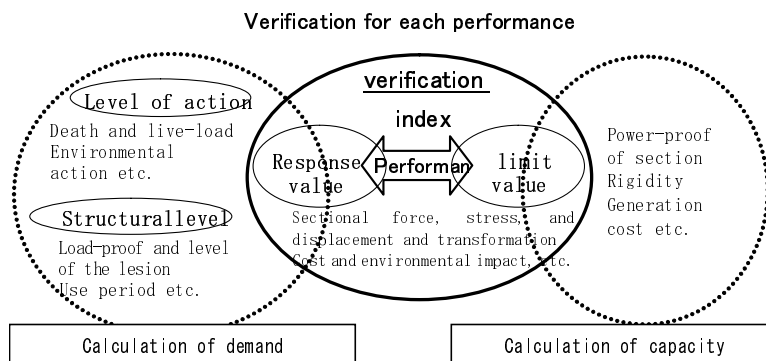 Verification for each performance
verification
index
Level of action
Death and live-load
Environmental
action etc.
Structurallevel
Load-proof and level
of the lesion
Use period etc.
Response
value
Performan
limit
value
Sectional force, stress, and
displacement and transformation
Cost and environmental impact, etc.
Power-proof
of section
Rigidity
Generation
cost etc.
Calculation of demand
Calculation of capacity